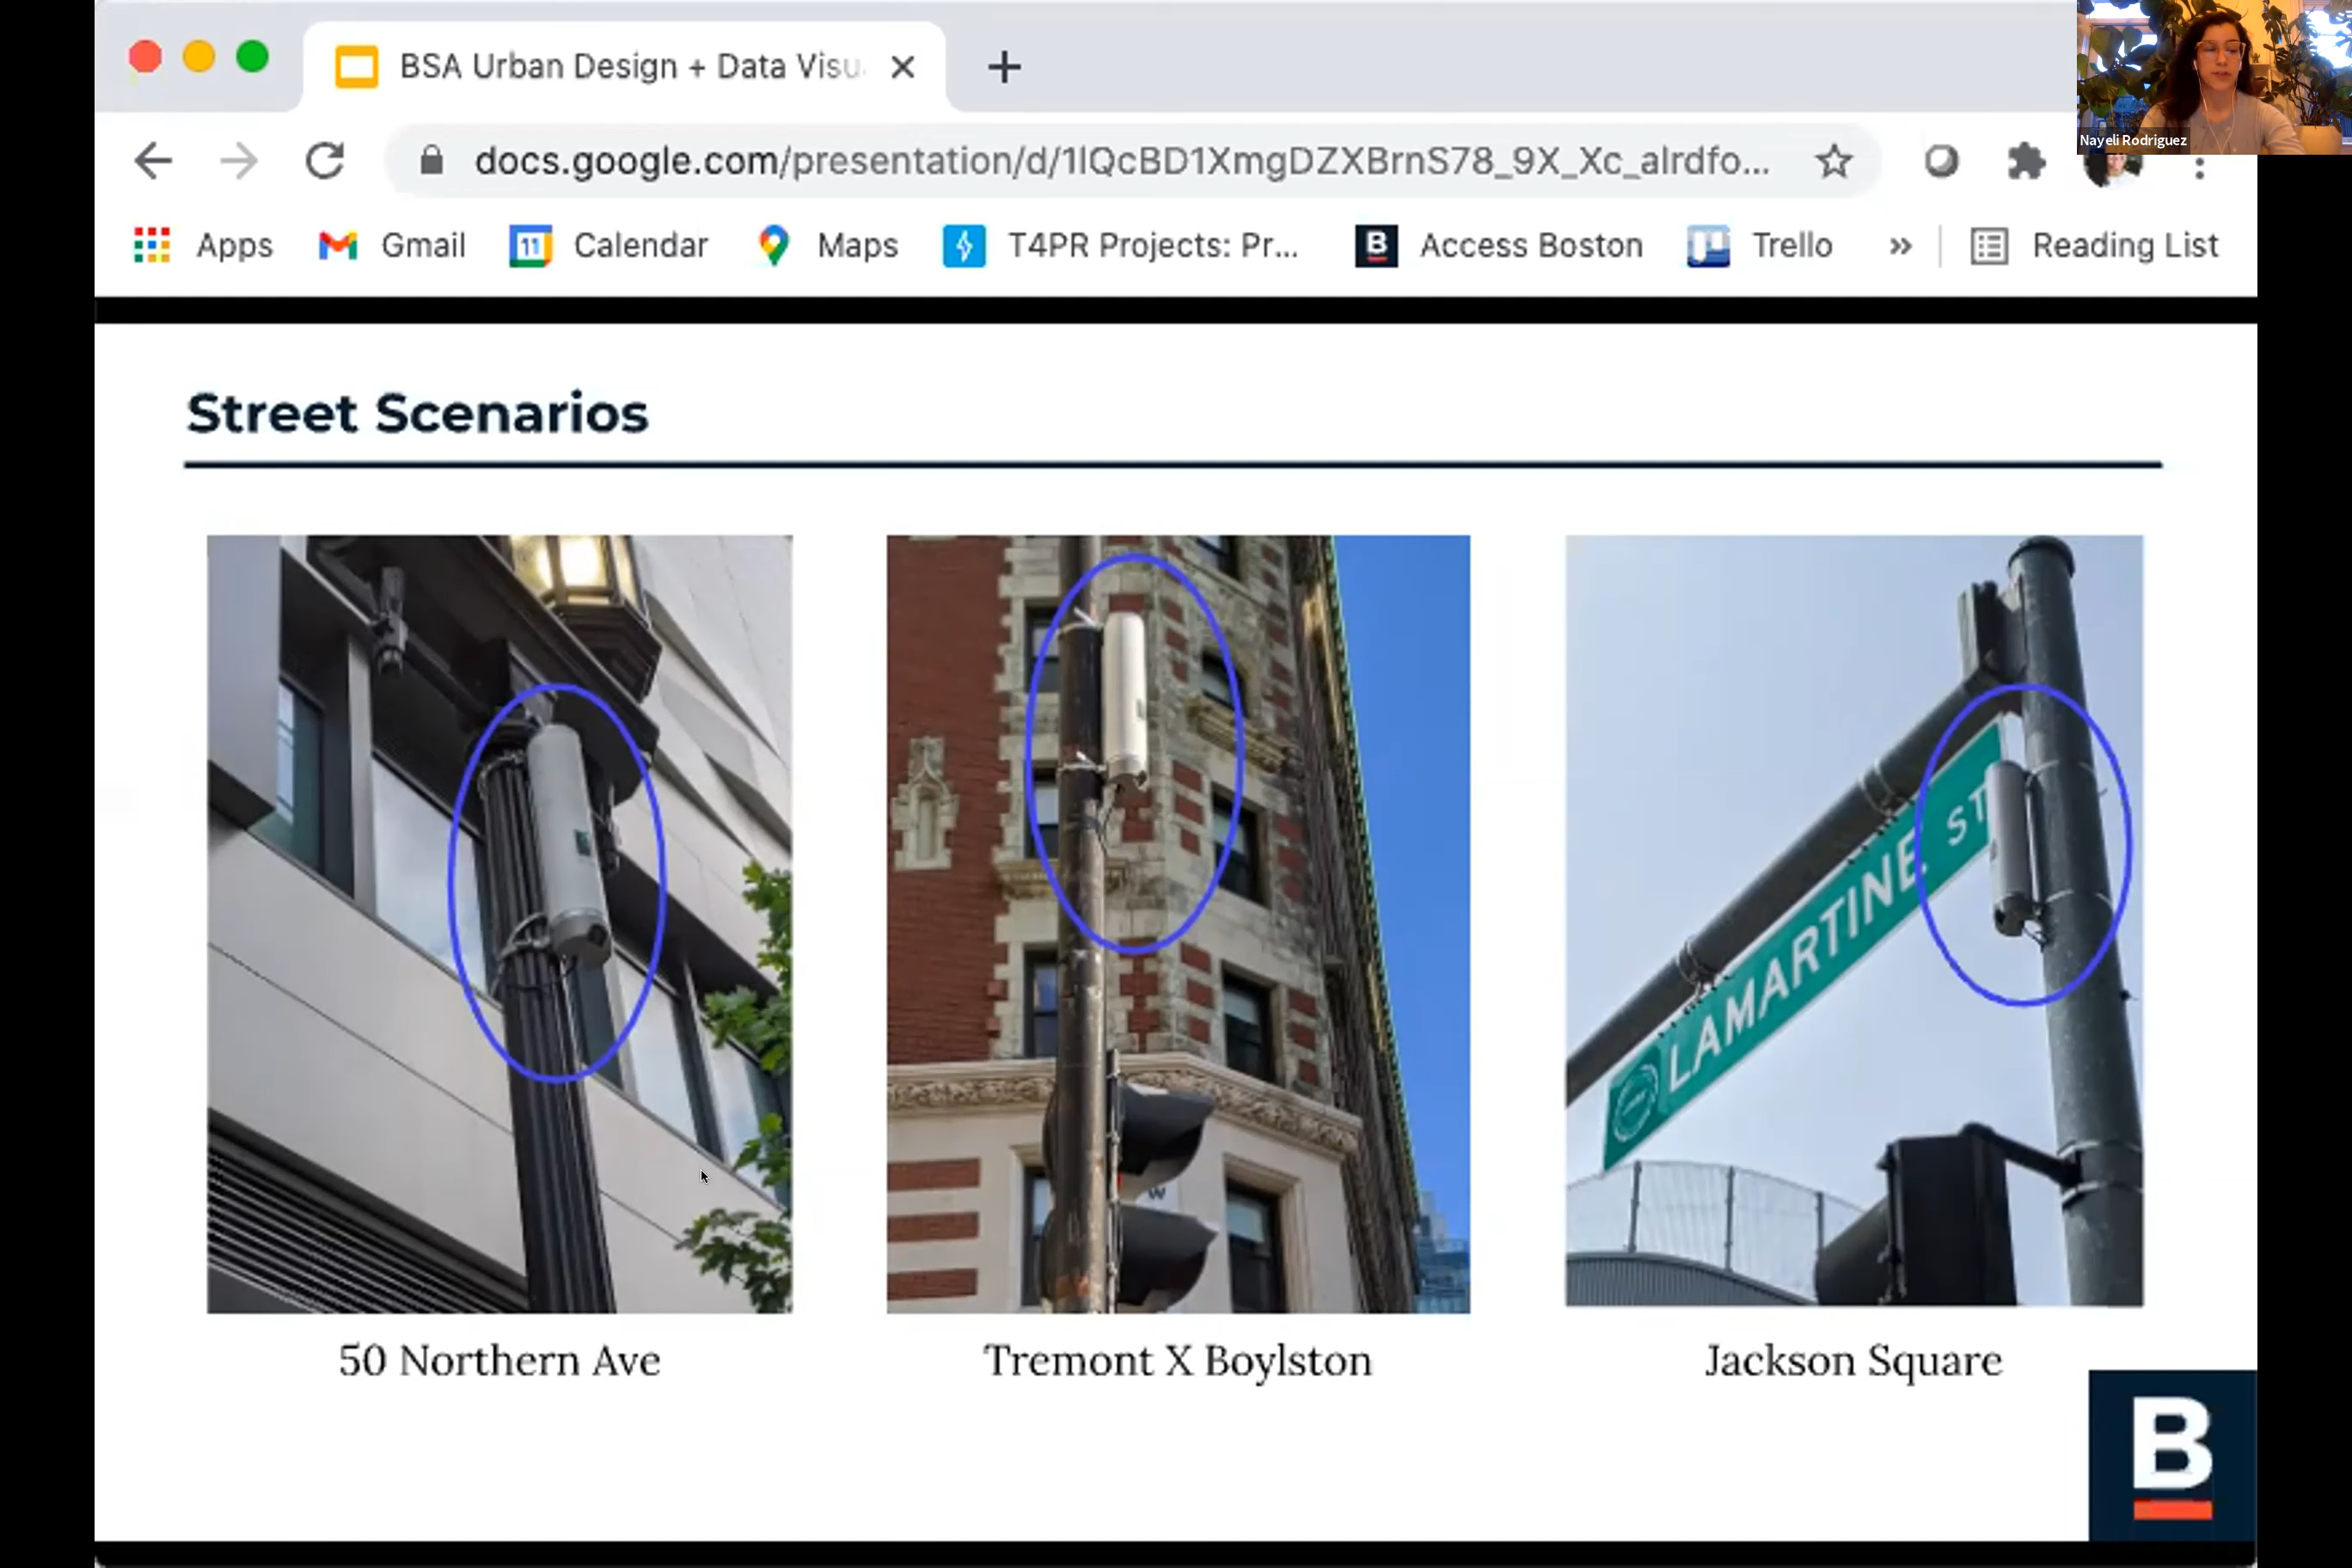 BSA Urban Design + Data Visu
Nayeli Rodriguez
docs.google.com/presentation/d/1lQcBD1XmgDZXBrnS78_9X_Xc_alrdfo...
Apps Gmail 11 Calendar Maps T4PR Projects: Pr... B Access Boston Trello » Reading List
Street Scenarios
LAMARTINE ST
W
50 Northern Ave
Tremont X Boylston
Jackson Square
B